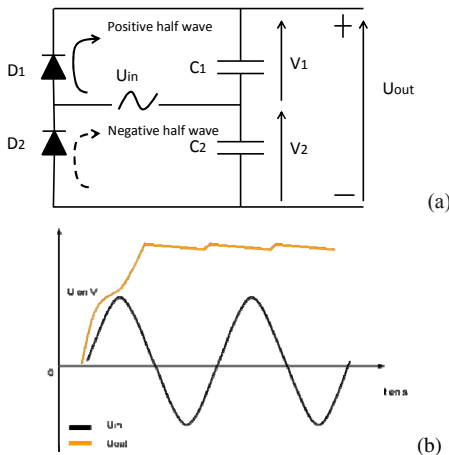 Positive half wave
D1
Uin
C1
V1
+
Uout
D2
Negative half wave
C2
V2
−
(a)
U en V
0
t en s
Uin
Uout
(b)